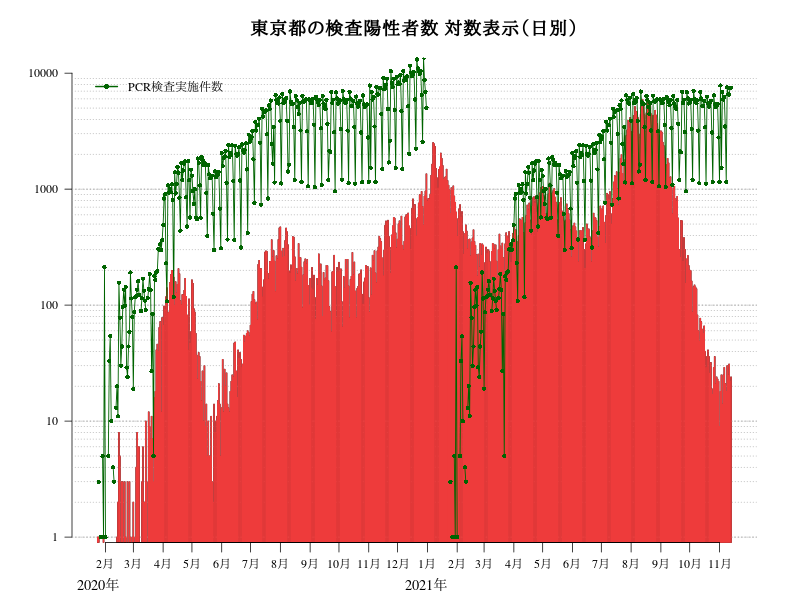 東京都の検査陽性者数 対数表示(日別)
10000
PCR検査実施件数
1000
100
10
1
2月 3月 4月 5月 6月 7月 8月 9月 10月 11月 12月 1月 2月 3月 4月 5月 6月 7月 8月 9月 10月 11月
2020年 2021年